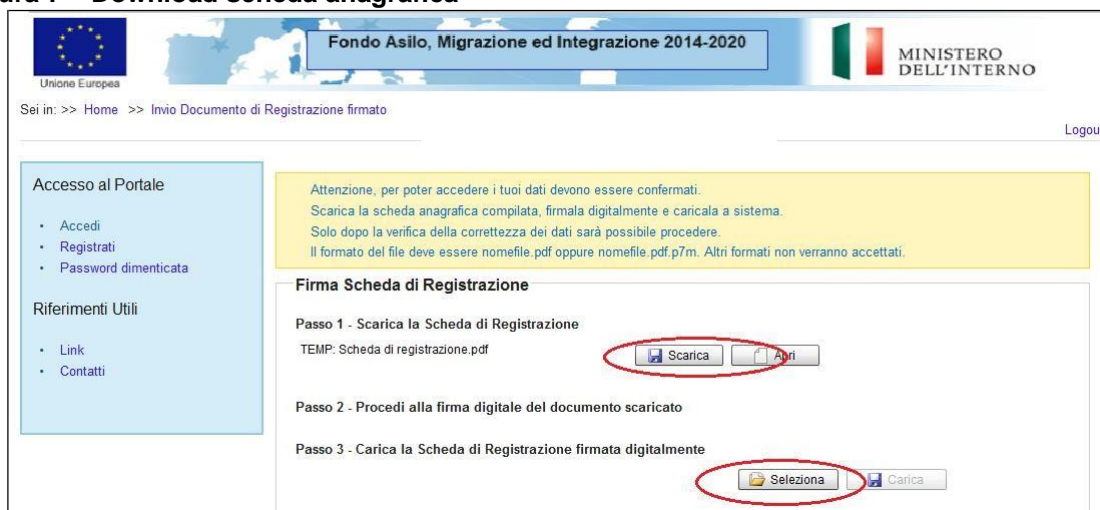 Download scheda anagrafica
Fondo Asilo, Migrazione ed Integrazione 2014-2020
Unione Europea
MINISTERO
DELL'INTERNO
Sei in: >> Home >> Invio Documento di Registrazione firmato
Logou
Accesso al Portale
• Accedi
• Registrati
• Password dimenticata
Riferimenti Utili
• Link
• Contatti
Attenzione, per poter accedere i tuoi dati devono essere confermati.
Scarica la scheda anagrafica compilata, firmala digitalmente e caricala a sistema.
Solo dopo la verifica della correttezza dei dati sarà possibile procedere.
Il formato del file deve essere nomefile.pdf oppure nomefile.pdf.p7m. Altri formati non verranno accettati.
Firma Scheda di Registrazione
Passo 1 - Scarica la Scheda di Registrazione
TEMP: Scheda di registrazione.pdf
Scarica
Apri
Passo 2 - Procedi alla firma digitale del documento scaricato
Passo 3 - Carica la Scheda di Registrazione firmata digitalmente
Seleziona
Carica